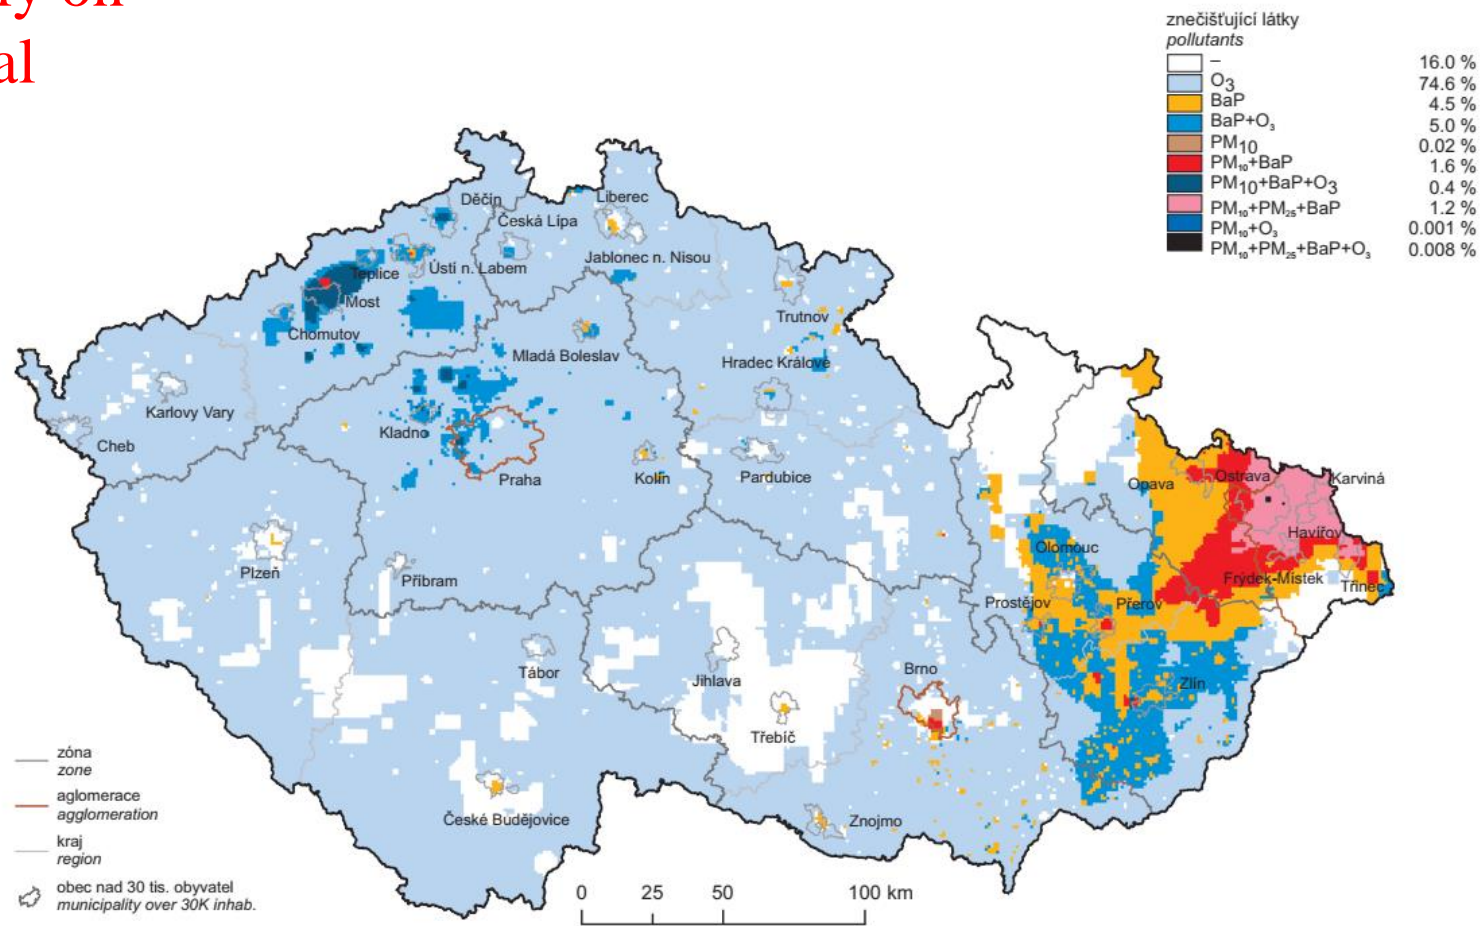 al
znečišťující látky
pollutants
– 16.0 %
O3 74.6 %
BaP 4.5 %
BaP+O3 5.0 %
PM10 0.02 %
PM10+BaP 1.6 %
PM10+BaP+O3 0.4 %
PM10+PM25+BaP 1.2 %
PM10+O3 0.001 %
PM10+PM25+BaP+O3 0.008 %
Děčín
Liberec
Česká Lípa
Jablonec n. Nisou
Teplice
Ústí n. Labem
Most
Chomutov
Trutnov
Mladá Boleslav
Hradec Králové
Karlovy Vary
Kladno
Cheb
Praha
Kolín
Pardubice
Opava
Ostrava
Karviná
Havířov
Olomouc
Plzeň
Příbram
Frýdek-Místek
Třinec
Prostějov
Přerov
Tábor
Jihlava
Brno
Zlín
Třebíč
České Budějovice
Znojmo
zóna
zone
aglomerace
agglomeration
kraj
region
obec nad 30 tis. obyvatel
municipality over 30K inhab.
0 25 50 100 km